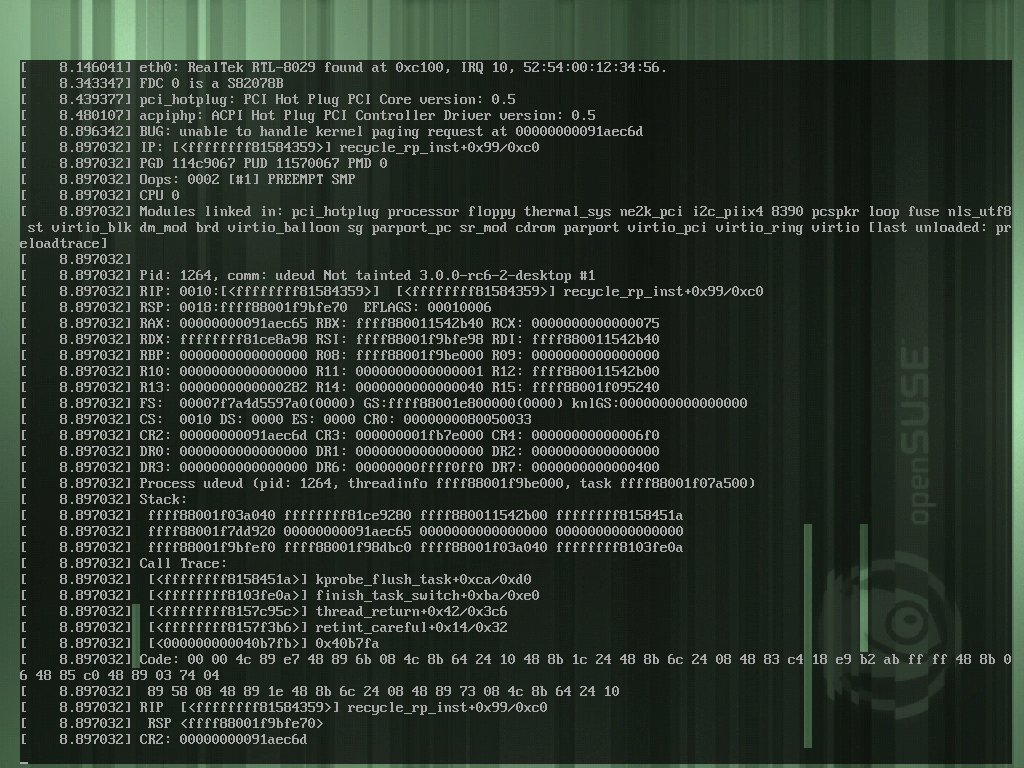 [    8.146041] eth0: RealTek RTL-8029 found at 0xc100, IRQ 10, 52:54:00:12:34:56.
[    8.343347] FDC 0 is a S82078B
[    8.439377] pci_hotplug: PCI Hot Plug PCI Core version: 0.5
[    8.480107] acpiphp: ACPI Hot Plug PCI Controller Driver version: 0.5
[    8.896342] BUG: unable to handle kernel paging request at 00000000091aec6d
[    8.897032] IP: [<ffffffff81584359>] recycle_rp_inst+0x99/0xc0
[    8.897032] PGD 114c9067 PUD 11570067 PMD 0
[    8.897032] Oops: 0002 [#1] PREEMPT SMP
[    8.897032] CPU 0
[    8.897032] Modules linked in: pci_hotplug processor floppy thermal_sys ne2k_pci i2c_piix4 8390 pcspkr loop fuse nls_utf8
 st virtio_blk dm_mod brd virtio_balloon sg parport_pc sr_mod cdrom parport virtio_pci virtio_ring virtio [last unloaded: pr
eloadtrace]
[    8.897032]
[    8.897032] Pid: 1264, comm: udevd Not tainted 3.0.0-rc6-2-desktop #1
[    8.897032] RIP: 0010:[<ffffffff81584359>]  [<ffffffff81584359>] recycle_rp_inst+0x99/0xc0
[    8.897032] RSP: 0018:ffff88001f9bfe70  EFLAGS: 00010006
[    8.897032] RAX: 00000000091aec65 RBX: ffff880011542b40 RCX: 0000000000000075
[    8.897032] RDX: ffffffff81ce8a98 RSI: ffff88001f9bfe98 RDI: ffff880011542b40
[    8.897032] RBP: 0000000000000000 R08: ffff88001f9be000 R09: 0000000000000000
[    8.897032] R10: 0000000000000000 R11: 0000000000000001 R12: ffff880011542b00
[    8.897032] R13: 0000000000000282 R14: 0000000000000040 R15: ffff88001f095240
[    8.897032] FS:  00007f7a4d5597a0(0000) GS:ffff88001e800000(0000) knlGS:0000000000000000
[    8.897032] CS:  0010 DS: 0000 ES: 0000 CR0: 0000000080050033
[    8.897032] CR2: 00000000091aec6d CR3: 000000001fb7e000 CR4: 00000000000006f0
[    8.897032] DR0: 0000000000000000 DR1: 0000000000000000 DR2: 0000000000000000
[    8.897032] DR3: 0000000000000000 DR6: 00000000ffff0ff0 DR7: 0000000000000400
[    8.897032] Process udevd (pid: 1264, threadinfo ffff88001f9be000, task ffff88001f07a500)
[    8.897032] Stack:
[    8.897032]  ffff88001f03a040 ffffffff81ce9280 ffff880011542b00 ffffffff8158451a
[    8.897032]  ffff88001f7dd920 00000000091aec65 0000000000000000 0000000000000000
[    8.897032]  ffff88001f9bfef0 ffff88001f98dbc0 ffff88001f03a040 ffffffff8103fe0a
[    8.897032] Call Trace:
[    8.897032]  [<ffffffff8158451a>] kprobe_flush_task+0xca/0xd0
[    8.897032]  [<ffffffff8103fe0a>] finish_task_switch+0xba/0xe0
[    8.897032]  [<ffffffff8157c95c>] thread_return+0x42/0x3c6
[    8.897032]  [<ffffffff8157f3b6>] retint_careful+0x14/0x32
[    8.897032]  [<000000000040b7fb>] 0x40b7fa
[    8.897032] Code: 00 00 4c 89 e7 48 89 6b 08 4c 8b 64 24 10 48 8b 1c 24 48 8b 6c 24 08 48 83 c4 18 e9 b2 ab ff ff 48 8b 0
6 48 85 c0 48 89 03 74 04
[    8.897032]  89 58 08 48 89 1e 48 8b 6c 24 08 48 89 73 08 4c 8b 64 24 10
[    8.897032] RIP  [<ffffffff81584359>] recycle_rp_inst+0x99/0xc0
[    8.897032]  RSP <ffff88001f9bfe70>
[    8.897032] CR2: 00000000091aec6d
openSUSE